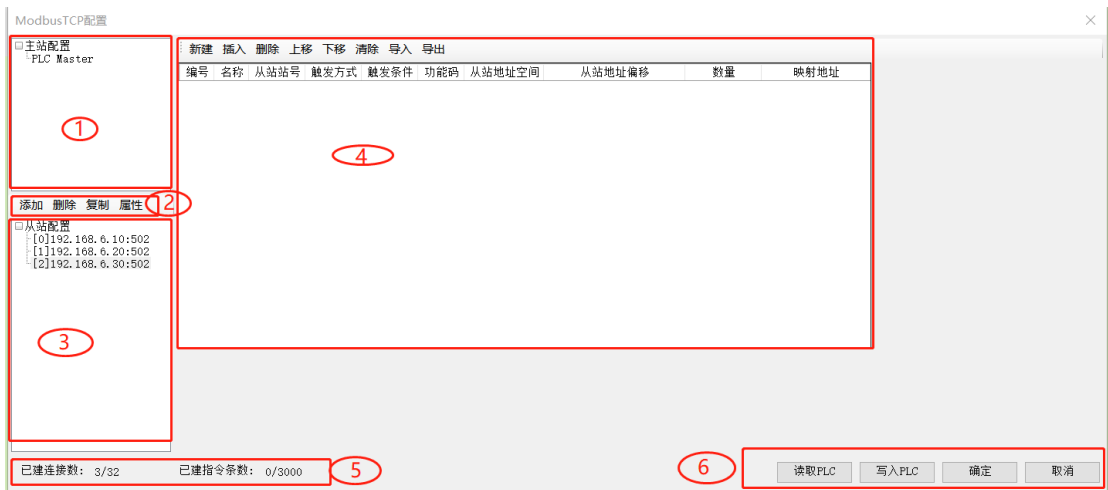 ModbusTCP配置
主站配置
PLC Master
1
添加 删除 复制 属性 2
从站配置
[0]192.168.6.10:502
[1]192.168.6.20:502
[2]192.168.6.30:502
3
新建 插入 删除 上移 下移 清除 导入 导出
编号 名称 从站站号 触发方式 触发条件 功能码 从站地址空间 从站地址偏移 数量 映射地址
4
已建连接数: 3/32 已建指令条数: 0/3000 5
6 读取PLC 写入PLC 确定 取消